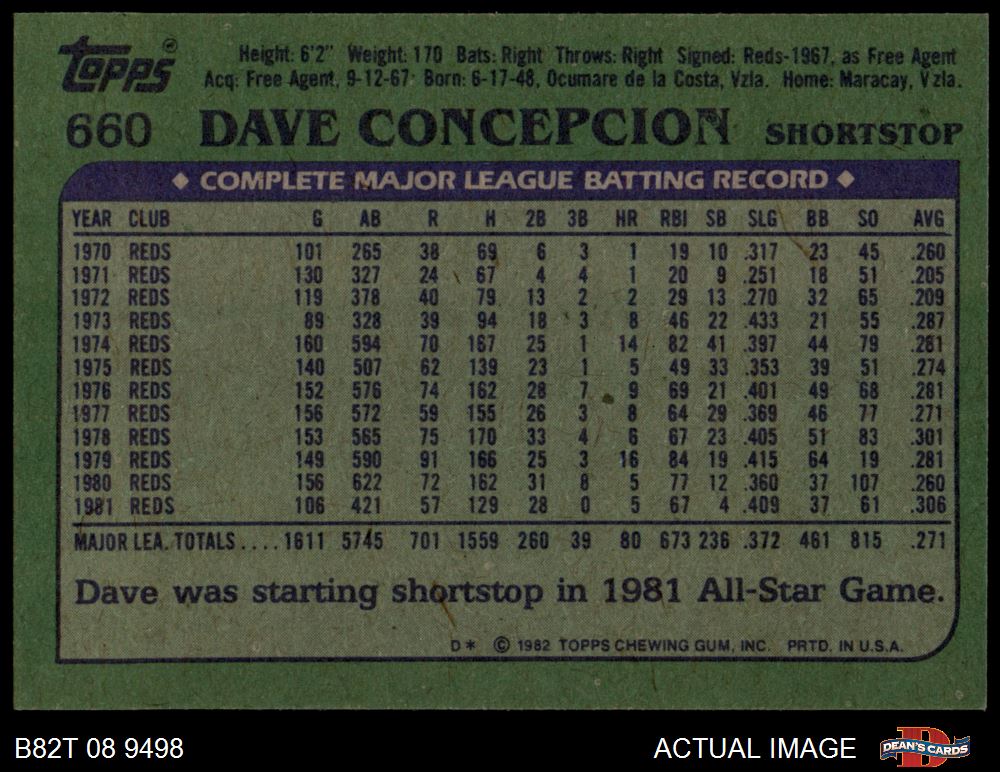 Topps® Height: 6'2" Weight: 170 Bats: Right Throws: Right Signed: Reds-1967, as Free Agent
Acq: Free Agent, 9-12-67 Born: 6-17-48, Ocumare de la Costa, Vzla. Home: Maracay, Vzla.
660 DAVE CONCEPCION SHORTSTOP
◆ COMPLETE MAJOR LEAGUE BATTING RECORD ◆
YEAR CLUB G AB R H 2B 3B HR RBI SB SLG BB SO AVG
1970 REDS 101 265 38 69 6 3 1 19 10 .317 23 45 .260
1971 REDS 130 327 24 67 4 4 1 20 9 .251 18 51 .205
1972 REDS 119 378 40 79 13 2 2 29 13 .270 32 65 .209
1973 REDS 89 328 39 94 18 3 8 46 22 .433 21 55 .287
1974 REDS 160 594 70 167 25 1 14 82 41 .397 44 79 .281
1975 REDS 140 507 62 139 23 1 5 49 33 .353 39 51 .274
1976 REDS 152 576 74 162 28 7 9 69 21 .401 49 68 .281
1977 REDS 156 572 59 155 26 3 8 64 29 .369 46 77 .271
1978 REDS 153 565 75 170 33 4 6 67 23 .405 51 83 .301
1979 REDS 149 590 91 166 25 3 16 84 19 .415 64 19 .281
1980 REDS 156 622 72 162 31 8 5 77 12 .360 37 107 .260
1981 REDS 106 421 57 129 28 0 5 67 4 .409 37 61 .306
MAJOR LEA. TOTALS.... 1611 5745 701 1559 260 39 80 673 236 .372 461 815 .271
Dave was starting shortstop in 1981 All-Star Game.
D* © 1982 TOPPS CHEWING GUM, INC. PRTD. IN U.S.A.
B82T 08 9498 ACTUAL IMAGE D DEAN'S CARDS